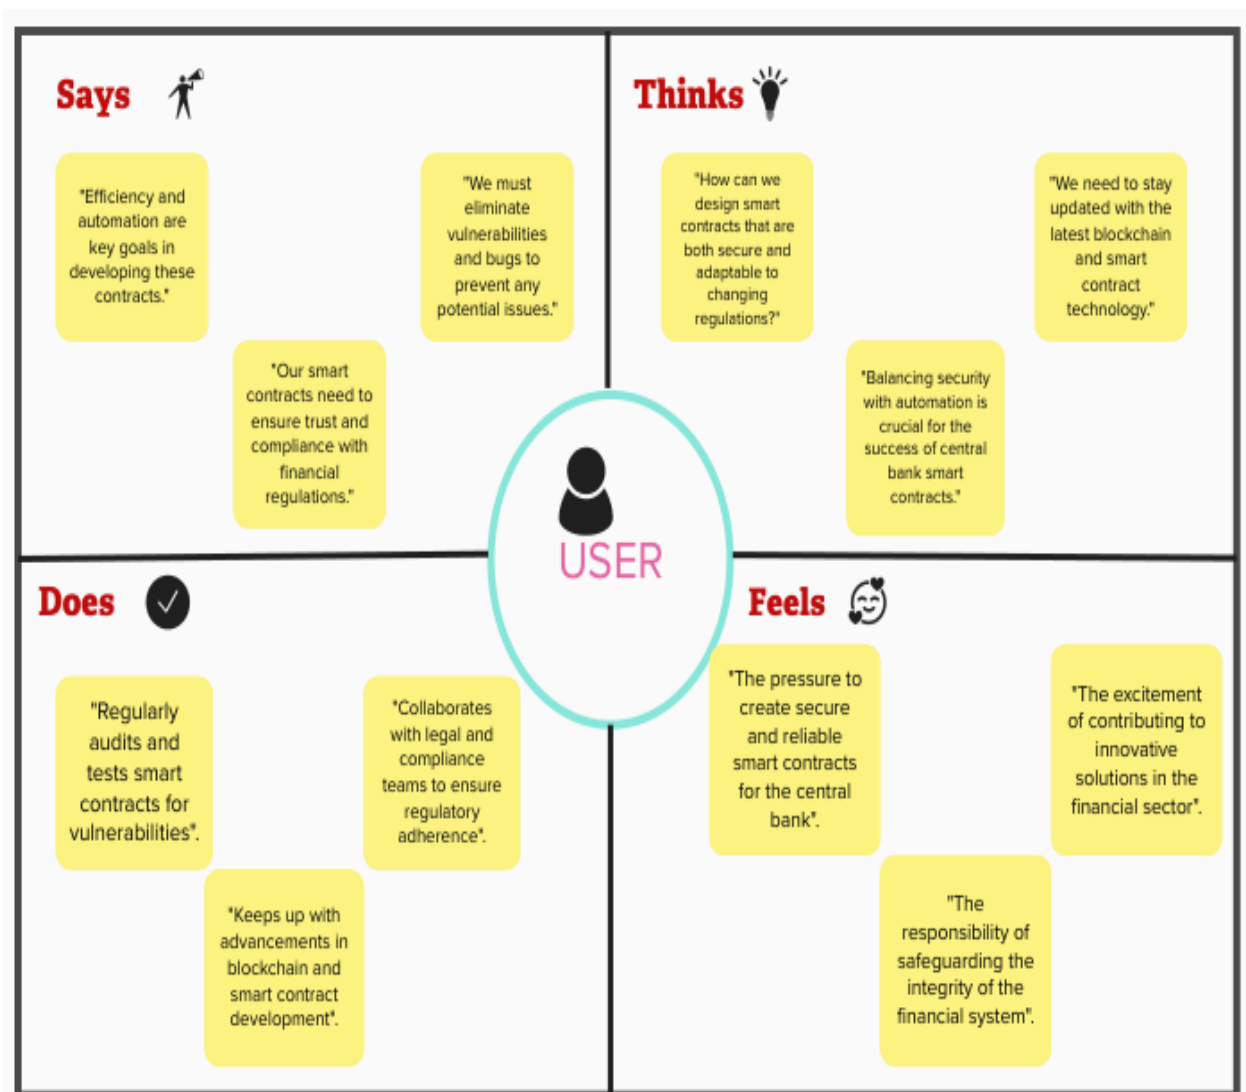 Says
"Efficiency and
automation are
key goals in
developing these
contracts."
"We must
eliminate
vulnerabilities
and bugs to
prevent any
potential issues."
"Our smart
contracts need to
ensure trust and
compliance with
financial
regulations."
Thinks
"How can we
design smart
contracts that are
both secure and
adaptable to
changing
regulations?"
"We need to stay
updated with the
latest blockchain
and smart
contract
technology."
"Balancing security
with automation is
crucial for the
success of central
bank smart
contracts."
USER
Does
"Regularly
audits and
tests smart
contracts for
vulnerabilities".
"Collaborates
with legal and
compliance
teams to ensure
regulatory
adherence".
"Keeps up with
advancements in
blockchain and
smart contract
development".
Feels
"The pressure to
create secure
and reliable
smart contracts
for the central
bank".
"The excitement
of contributing to
innovative
solutions in the
financial sector".
"The
responsibility of
safeguarding the
integrity of the
financial system".